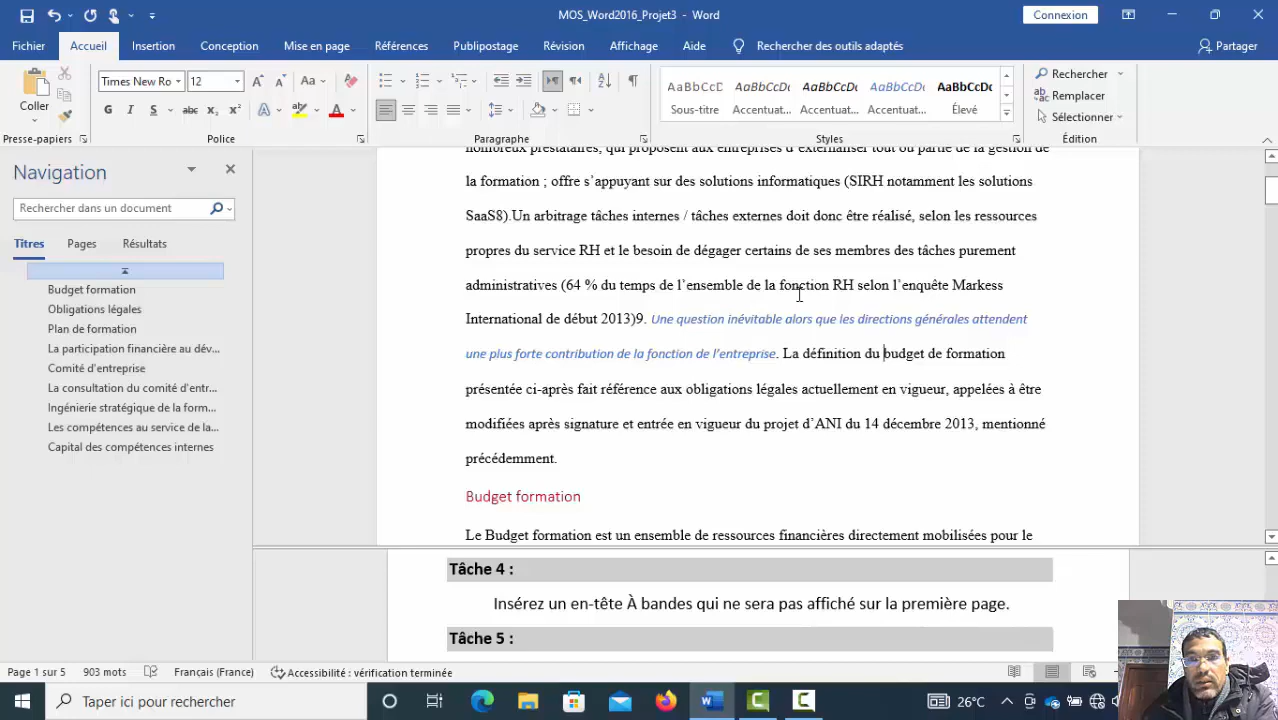 MOS_Word2016_Projet3 - Word
Connexion
Fichier Accueil Insertion Conception Mise en page Références Publipostage Révision Affichage Aide Rechercher des outils adaptés Partager
Coller
Times New Ro 12
AaBbCcD AaBbCcDı AaBbCcDı AaBbCcDı AaBbCcDc
Sous-titre Accentuat... Accentuat... Accentuat... Élevé
Rechercher
Remplacer
Sélectionner
Presse-papiers Police Paragraphe Styles Édition
Navigation
Rechercher dans un document
Titres Pages Résultats
Budget formation
Obligations légales
Plan de formation
La participation financière au dév...
Comité d'entreprise
La consultation du comité d'entr...
Ingénierie stratégique de la form...
Les compétences au service de la...
Capital des compétences internes
nombreux prestataires, qui proposent aux entreprises d'externaliser tout ou partie de la gestion de
la formation ; offre s'appuyant sur des solutions informatiques (SIRH notamment les solutions
SaaS8).Un arbitrage tâches internes / tâches externes doit donc être réalisé, selon les ressources
propres du service RH et le besoin de dégager certains de ses membres des tâches purement
administratives (64 % du temps de l'ensemble de la fonction RH selon l'enquête Markess
International de début 2013)9. Une question inévitable alors que les directions générales attendent
une plus forte contribution de la fonction de l'entreprise. La définition du budget de formation
présentée ci-après fait référence aux obligations légales actuellement en vigueur, appelées à être
modifiées après signature et entrée en vigueur du projet d'ANI du 14 décembre 2013, mentionné
précédemment.
Budget formation
Le Budget formation est un ensemble de ressources financières directement mobilisées pour le
Tâche 4 :
Insérez un en-tête À bandes qui ne sera pas affiché sur la première page.
Tâche 5 :
Page 1 sur 5 903 mots Français (France) Accessibilité : vérification terminée
Taper ici pour rechercher
26°C